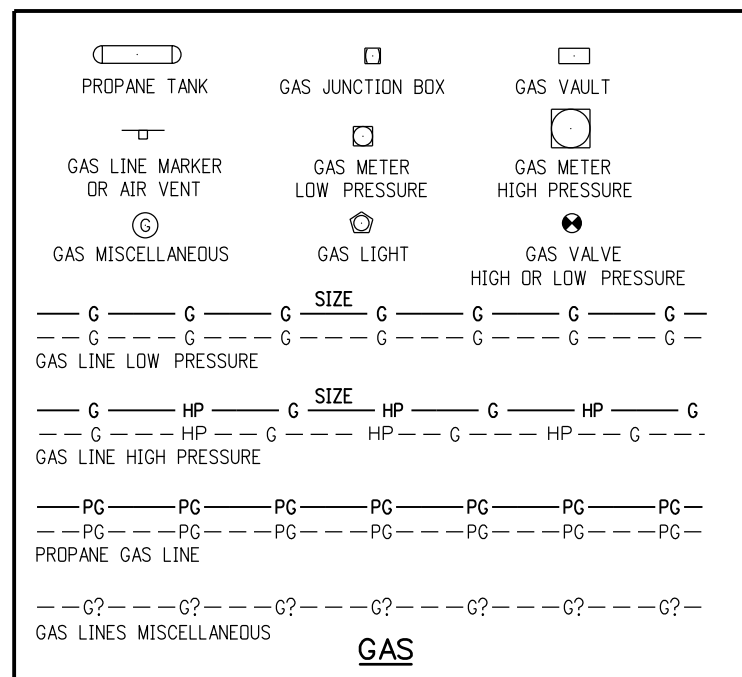 PROPANE TANK
GAS JUNCTION BOX
GAS VAULT
GAS LINE MARKER
OR AIR VENT
GAS METER
LOW PRESSURE
GAS METER
HIGH PRESSURE
G
GAS MISCELLANEOUS
GAS LIGHT
GAS VALVE
HIGH OR LOW PRESSURE
SIZE
G G G G G G G
G G G G G G G
GAS LINE LOW PRESSURE
SIZE
G HP G HP G HP G
G HP G HP G HP G
GAS LINE HIGH PRESSURE
PG PG PG PG PG PG PG
PG PG PG PG PG PG PG
PROPANE GAS LINE
G? G? G? G? G? G? G?
GAS LINES MISCELLANEOUS
GAS